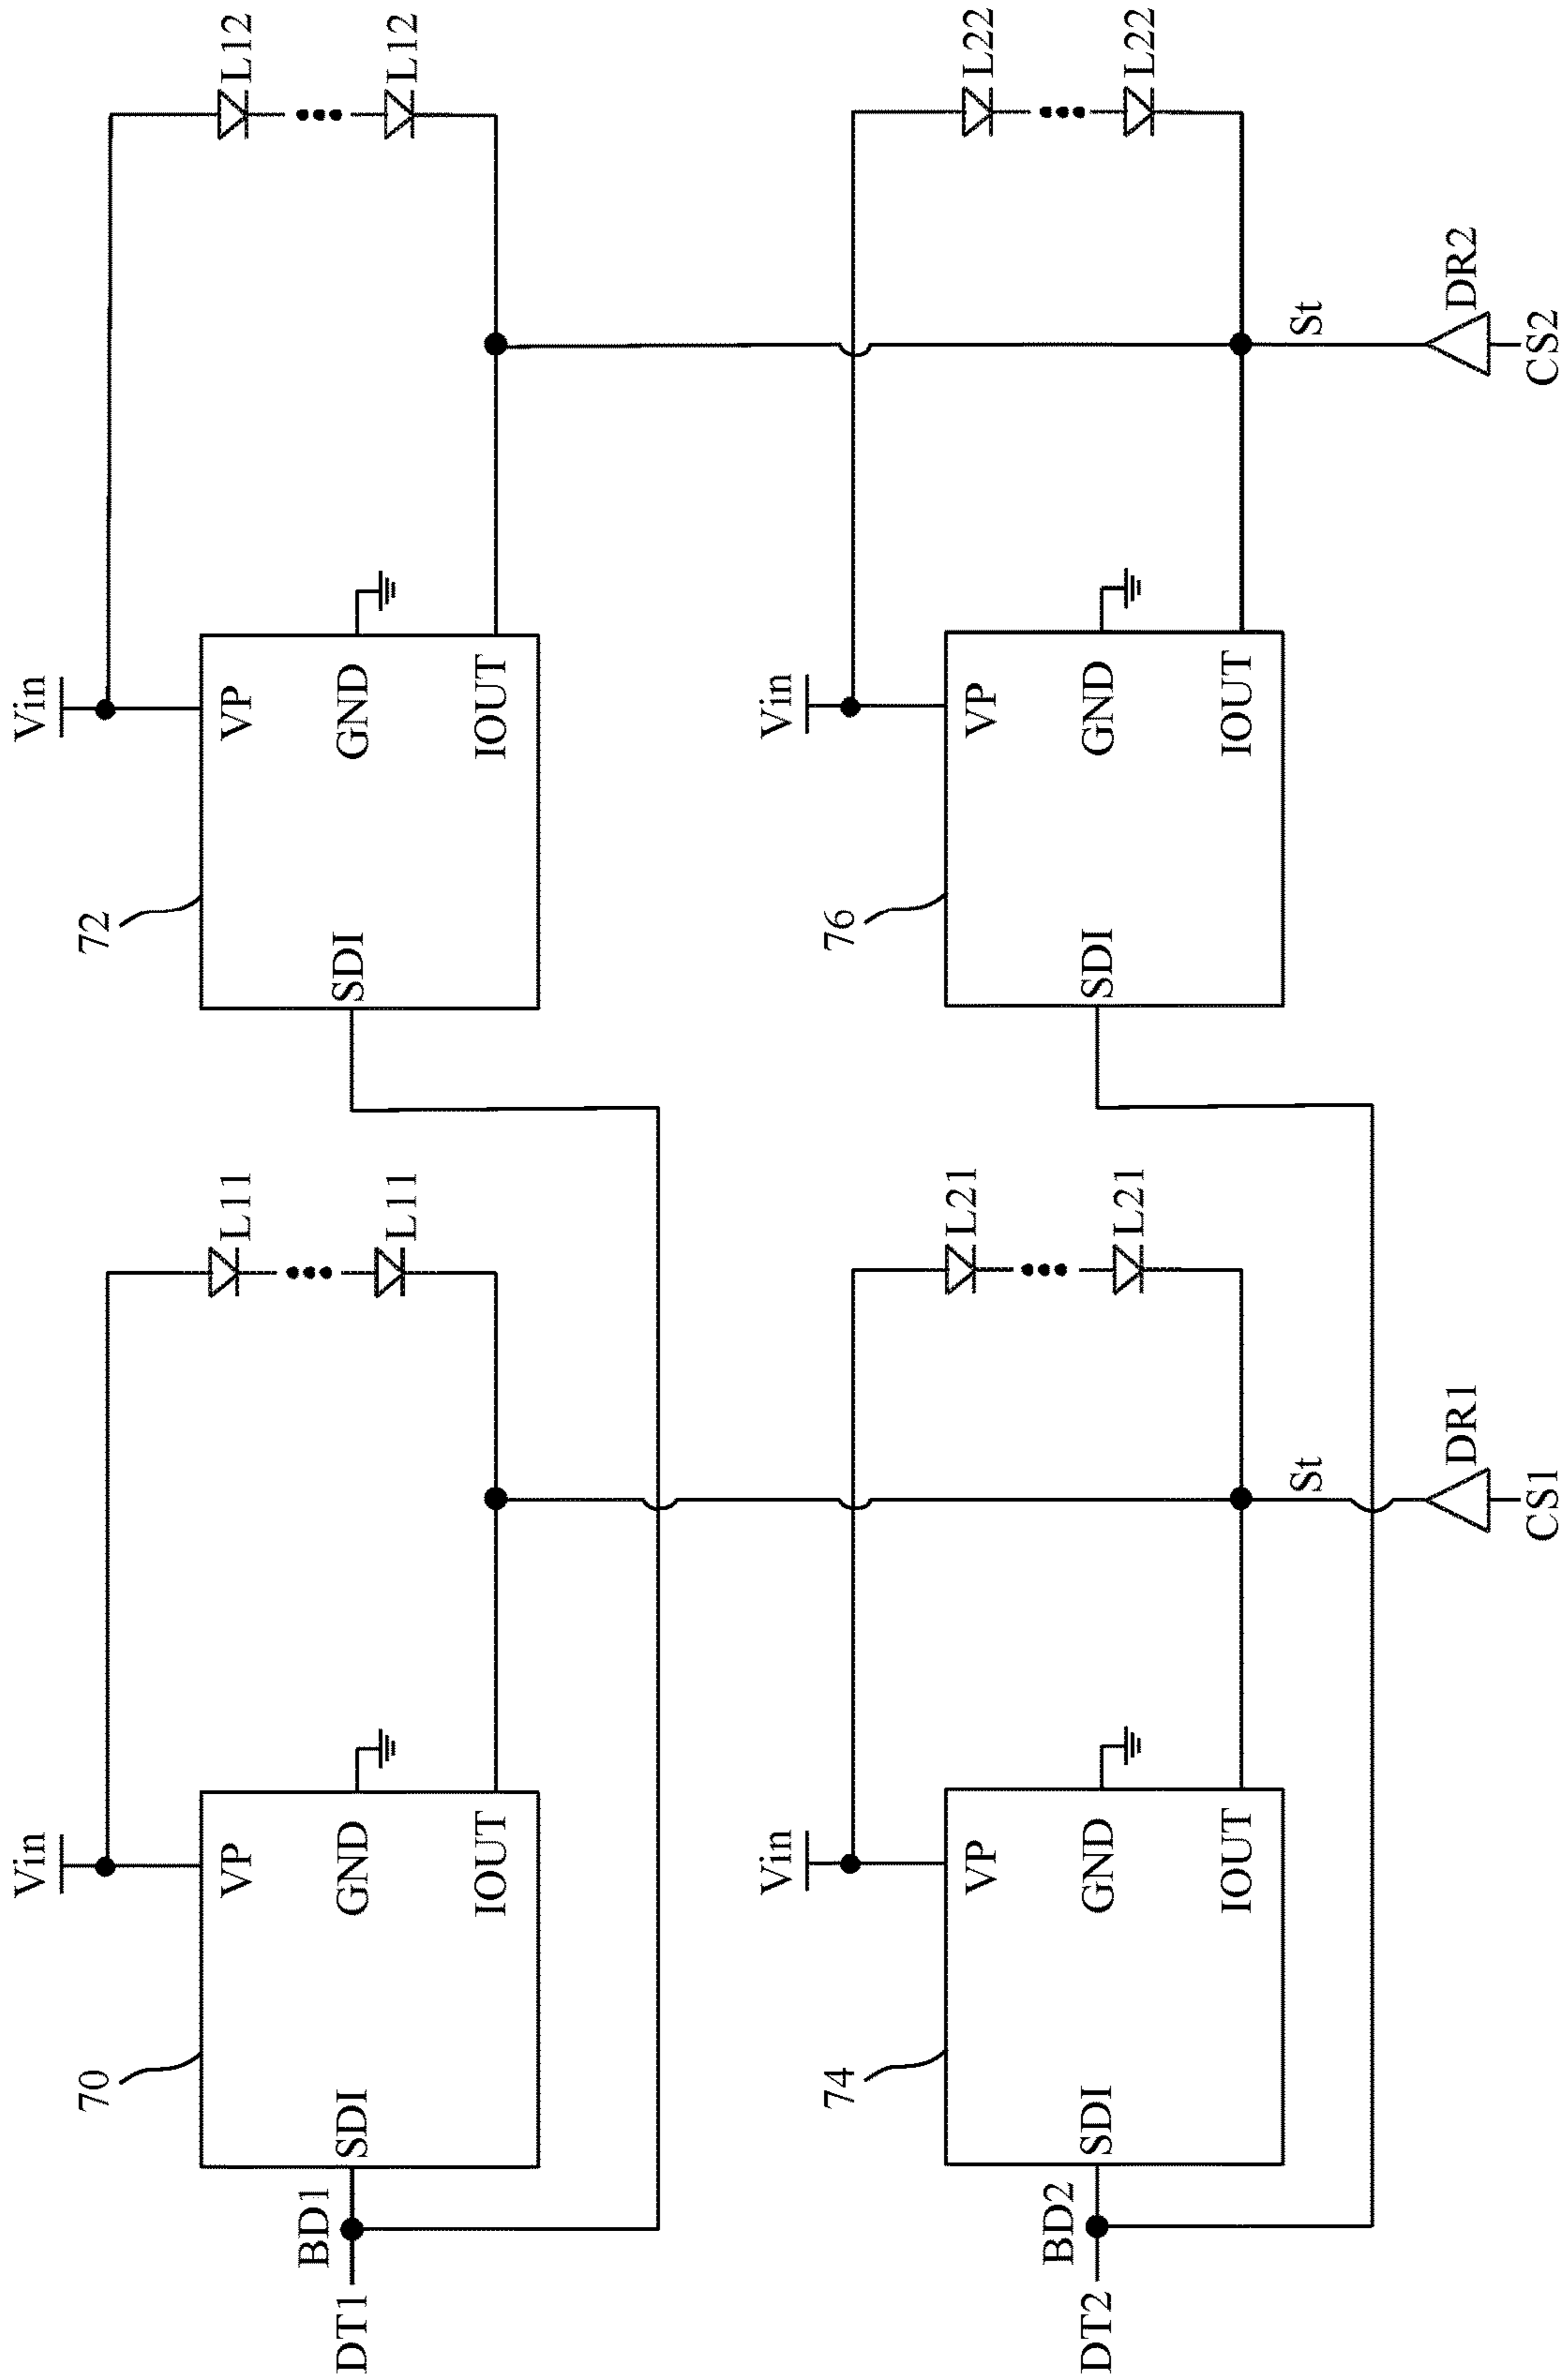 Vin
Vin
70
VP
L11
72
VP
L12
DT1
BD1
SDI
GND
L11
SDI
GND
L12
IOUT
IOUT
Vin
Vin
74
VP
L21
76
VP
L22
DT2
BD2
SDI
GND
L21
SDI
GND
L22
IOUT
IOUT
St
St
DR1
DR2
CS1
CS2